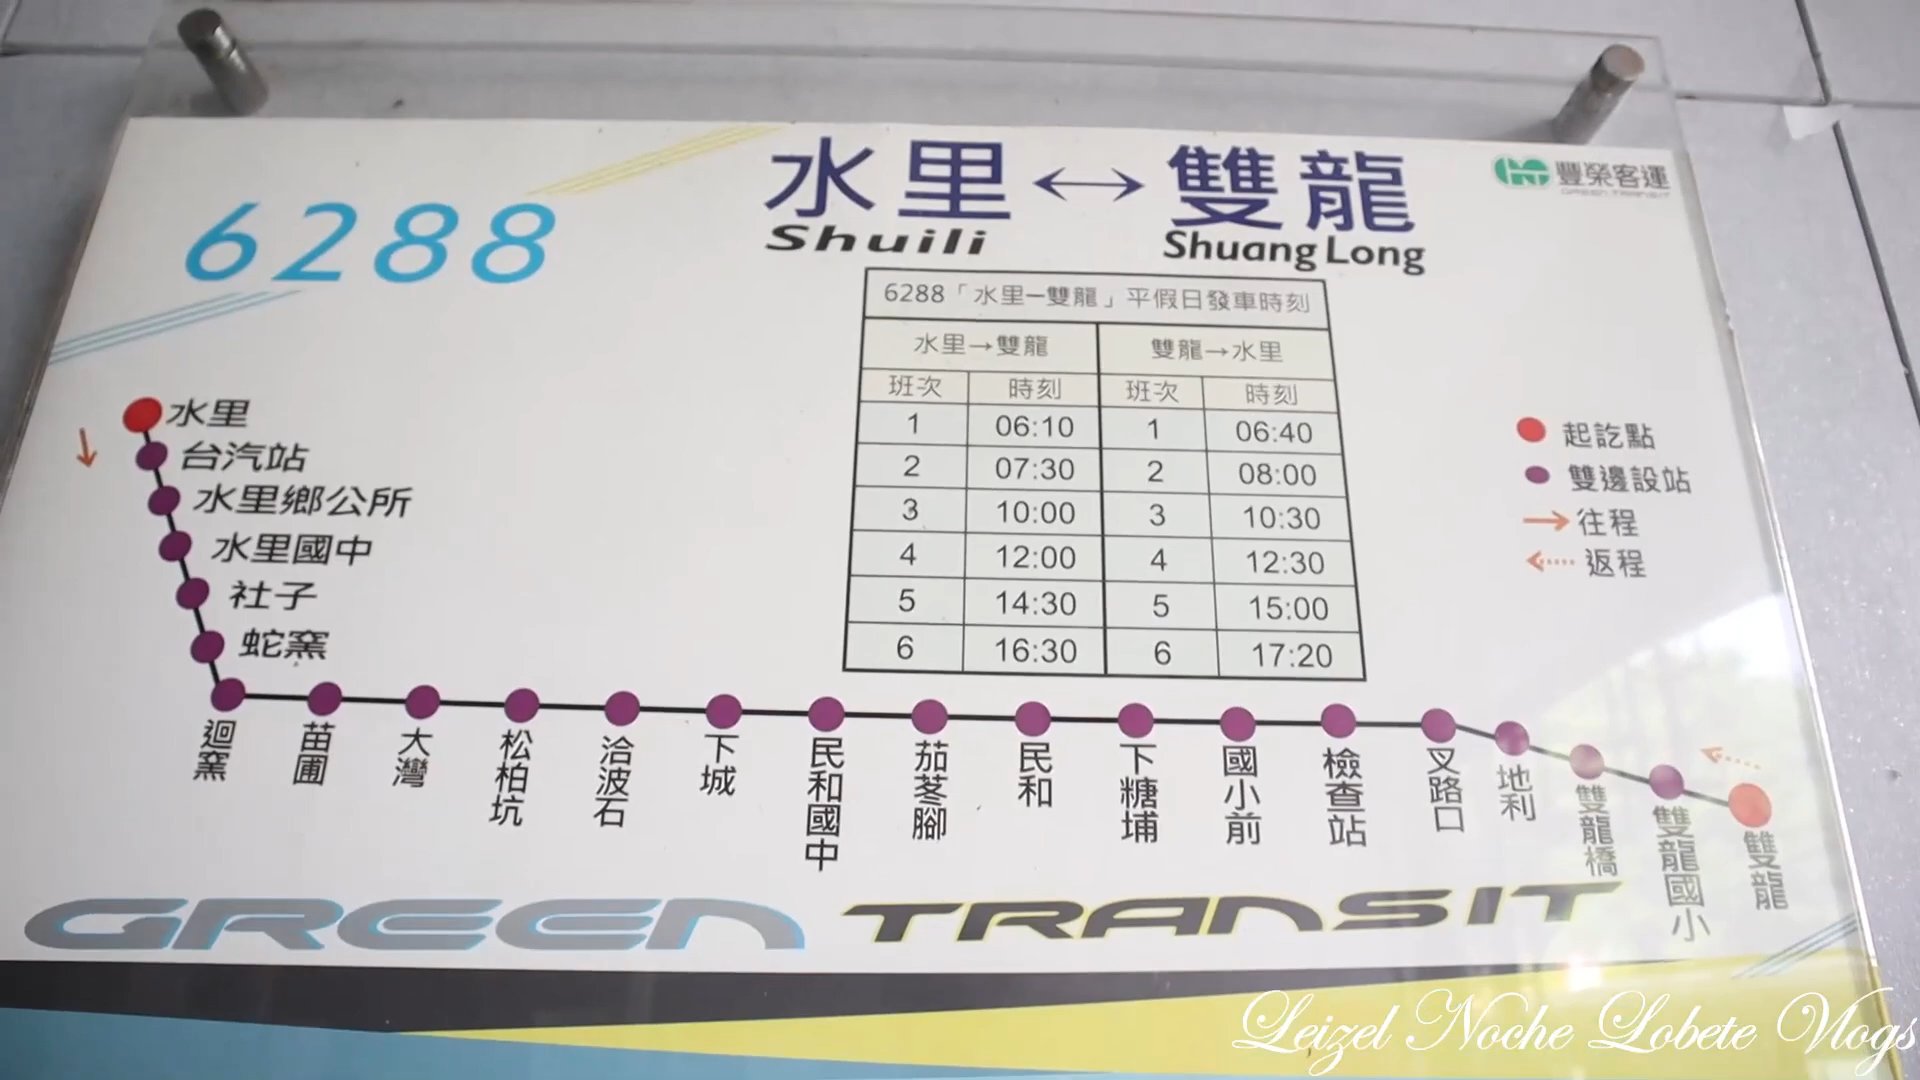 6288
水里↔雙龍
Shuili ShuangLong
豐榮客運
GREEN TRANSIT
6288「水里─雙龍」平假日發車時刻
水里→雙龍 雙龍→水里
班次 時刻 班次 時刻
1 06:10 1 06:40
2 07:30 2 08:00
3 10:00 3 10:30
4 12:00 4 12:30
5 14:30 5 15:00
6 16:30 6 17:20
起訖點
雙邊設站
往程
返程
水里
台汽站
水里鄉公所
水里國中
社子
蛇窯
迴窯
苗圃
大灣
松柏坑
洽波石
下城
民和國中
茄苳腳
民和
下糖埔
國小前
檢查站
叉路口
地利
雙龍橋
雙龍國小
雙龍
GREEN TRANSIT
Leizel Noche Lobete Vlogs